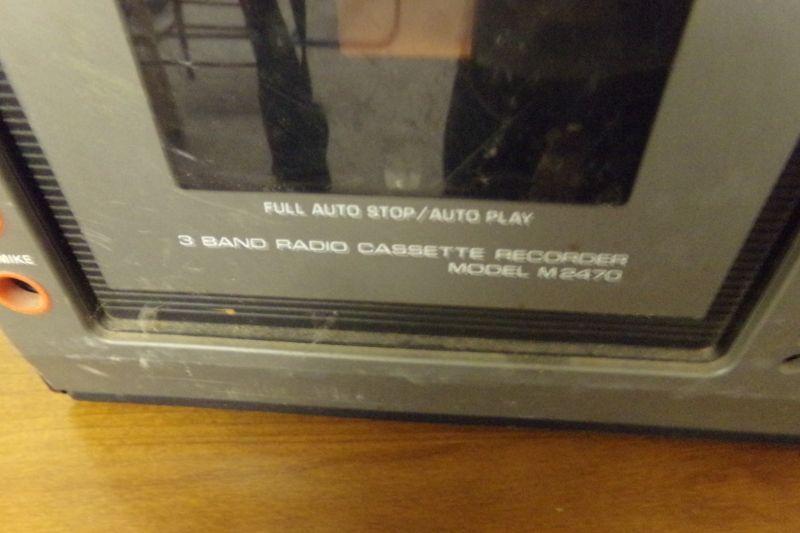 FULL AUTO STOP/AUTO PLAY
3 BAND RADIO CASSETTE RECORDER
MODEL M2470
MIKE